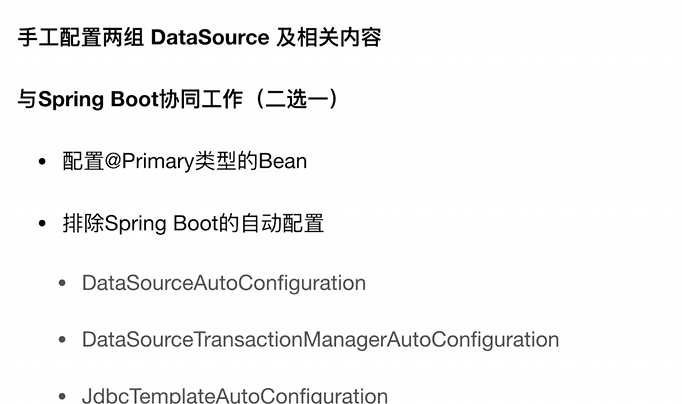 手工配置两组 DataSource 及相关内容
与Spring Boot协同工作（二选一）
• 配置@Primary类型的Bean
• 排除Spring Boot的自动配置
• DataSourceAutoConfiguration
• DataSourceTransactionManagerAutoConfiguration
• JdbcTemplateAutoConfiguration